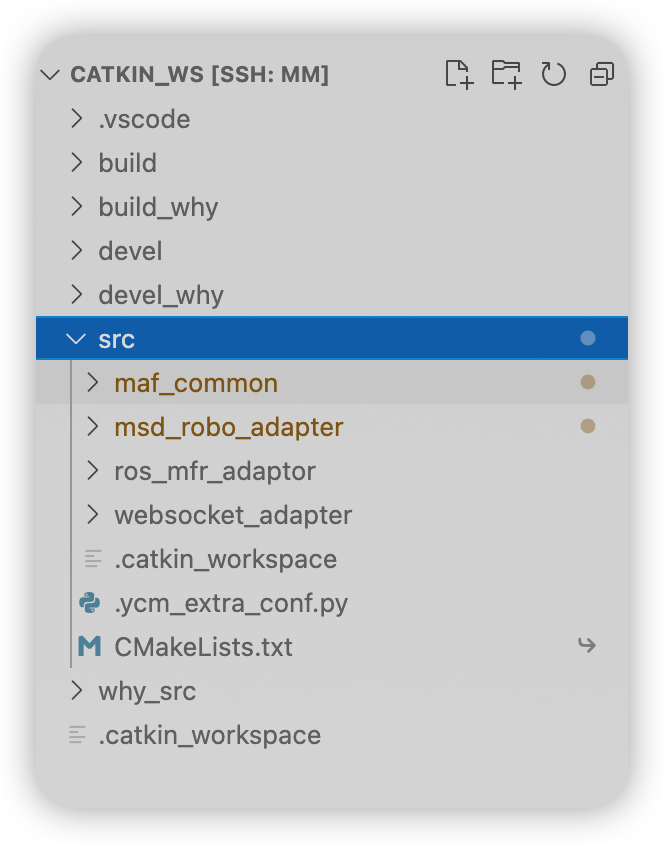 CATKIN_WS [SSH: MM]
.vscode
build
build_why
devel
devel_why
src
maf_common
msd_robo_adapter
ros_mfr_adaptor
websocket_adapter
.catkin_workspace
.ycm_extra_conf.py
CMakeLists.txt
why_src
.catkin_workspace